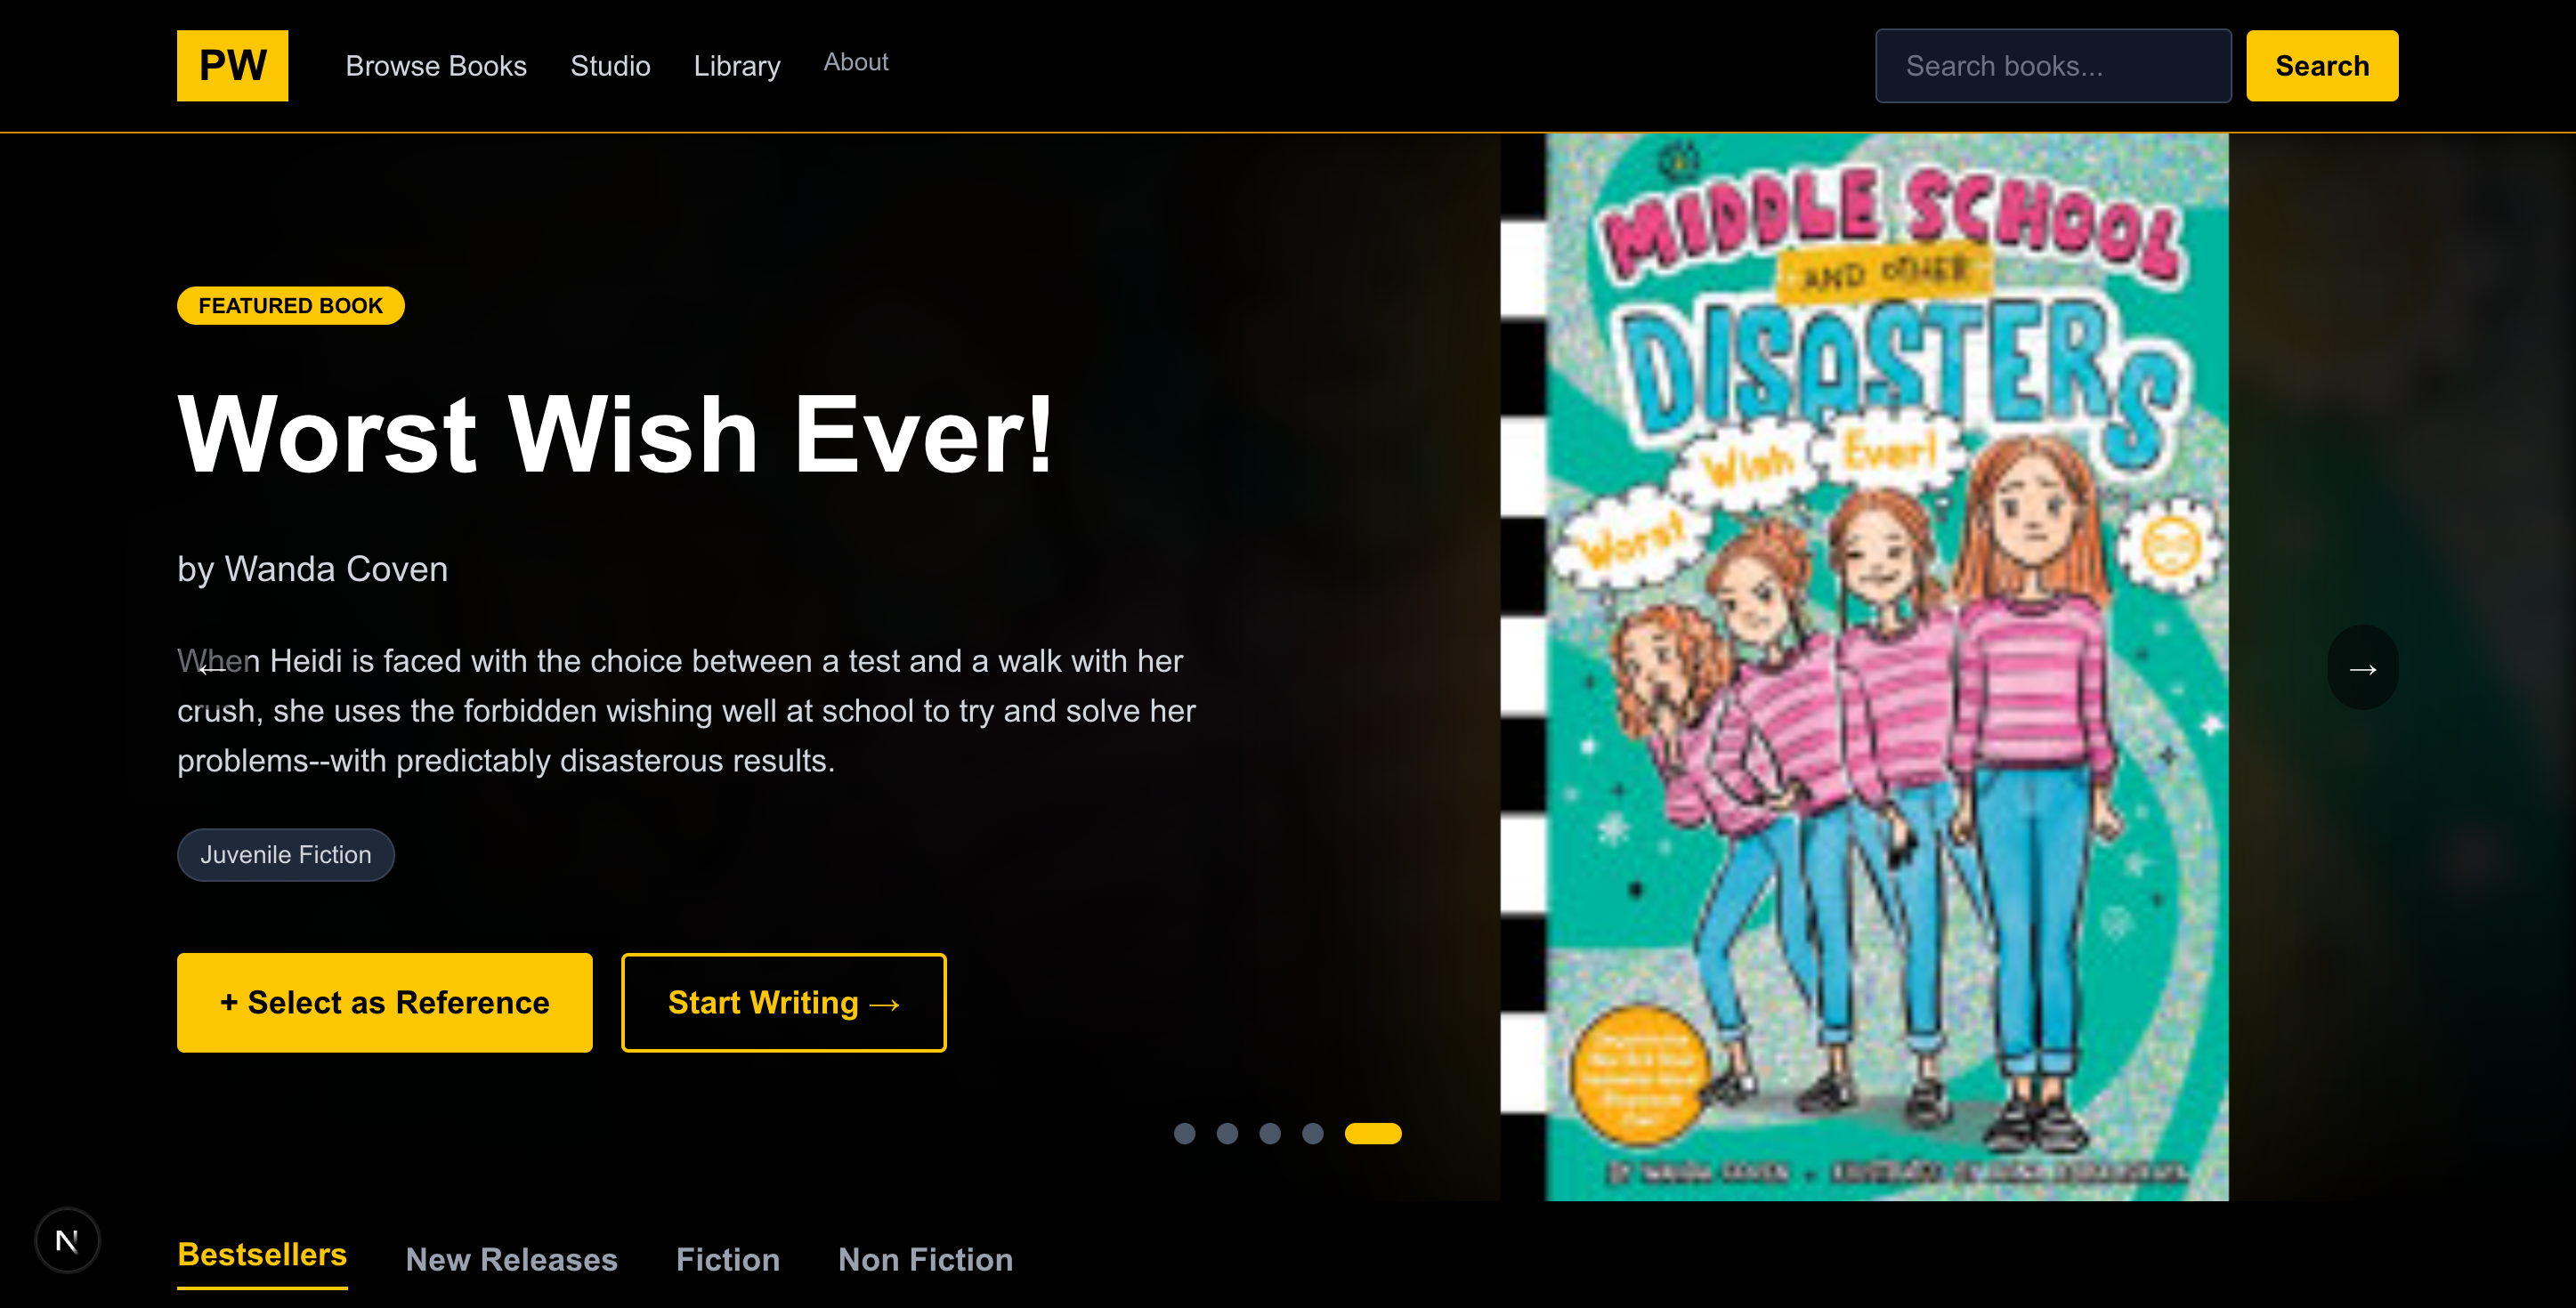 PW
Browse Books
Studio
Library
About
Search books...
Search
FEATURED BOOK
Worst Wish Ever!
by Wanda Coven
When Heidi is faced with the choice between a test and a walk with her
crush, she uses the forbidden wishing well at school to try and solve her
problems--with predictably disasterous results.
Juvenile Fiction
+ Select as Reference
Start Writing →
←
MIDDLE SCHOOL
AND OTHER
DISASTERS
Worst
Wish
Ever!
→
N
Bestsellers
New Releases
Fiction
Non Fiction